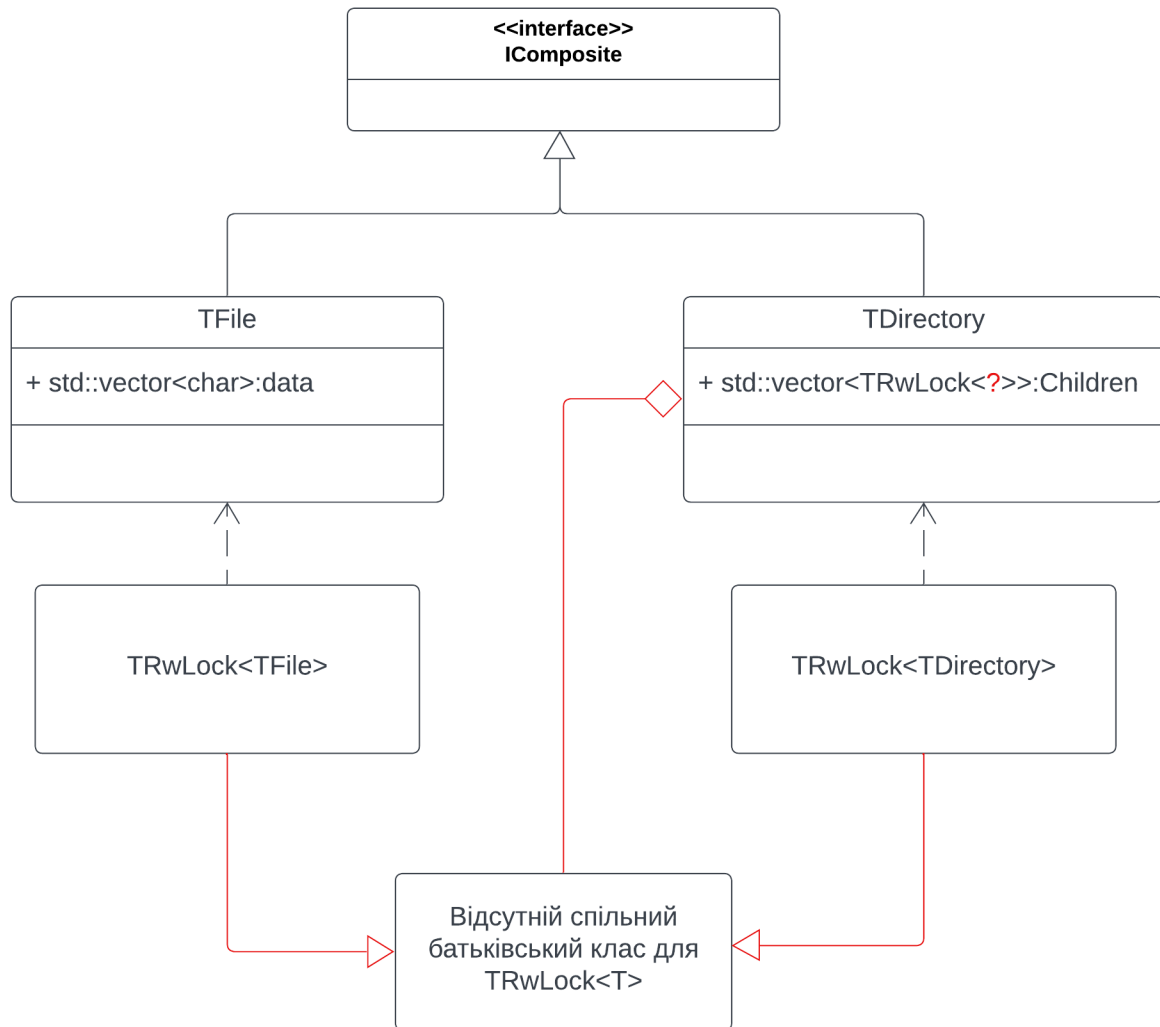 <<interface>>
IComposite
TFile
+ std::vector<char>:data
TDirectory
+ std::vector<TRwLock<?>>:Children
TRwLock<TFile>
TRwLock<TDirectory>
Відсутній спільний
батьківський клас для
TRwLock<T>